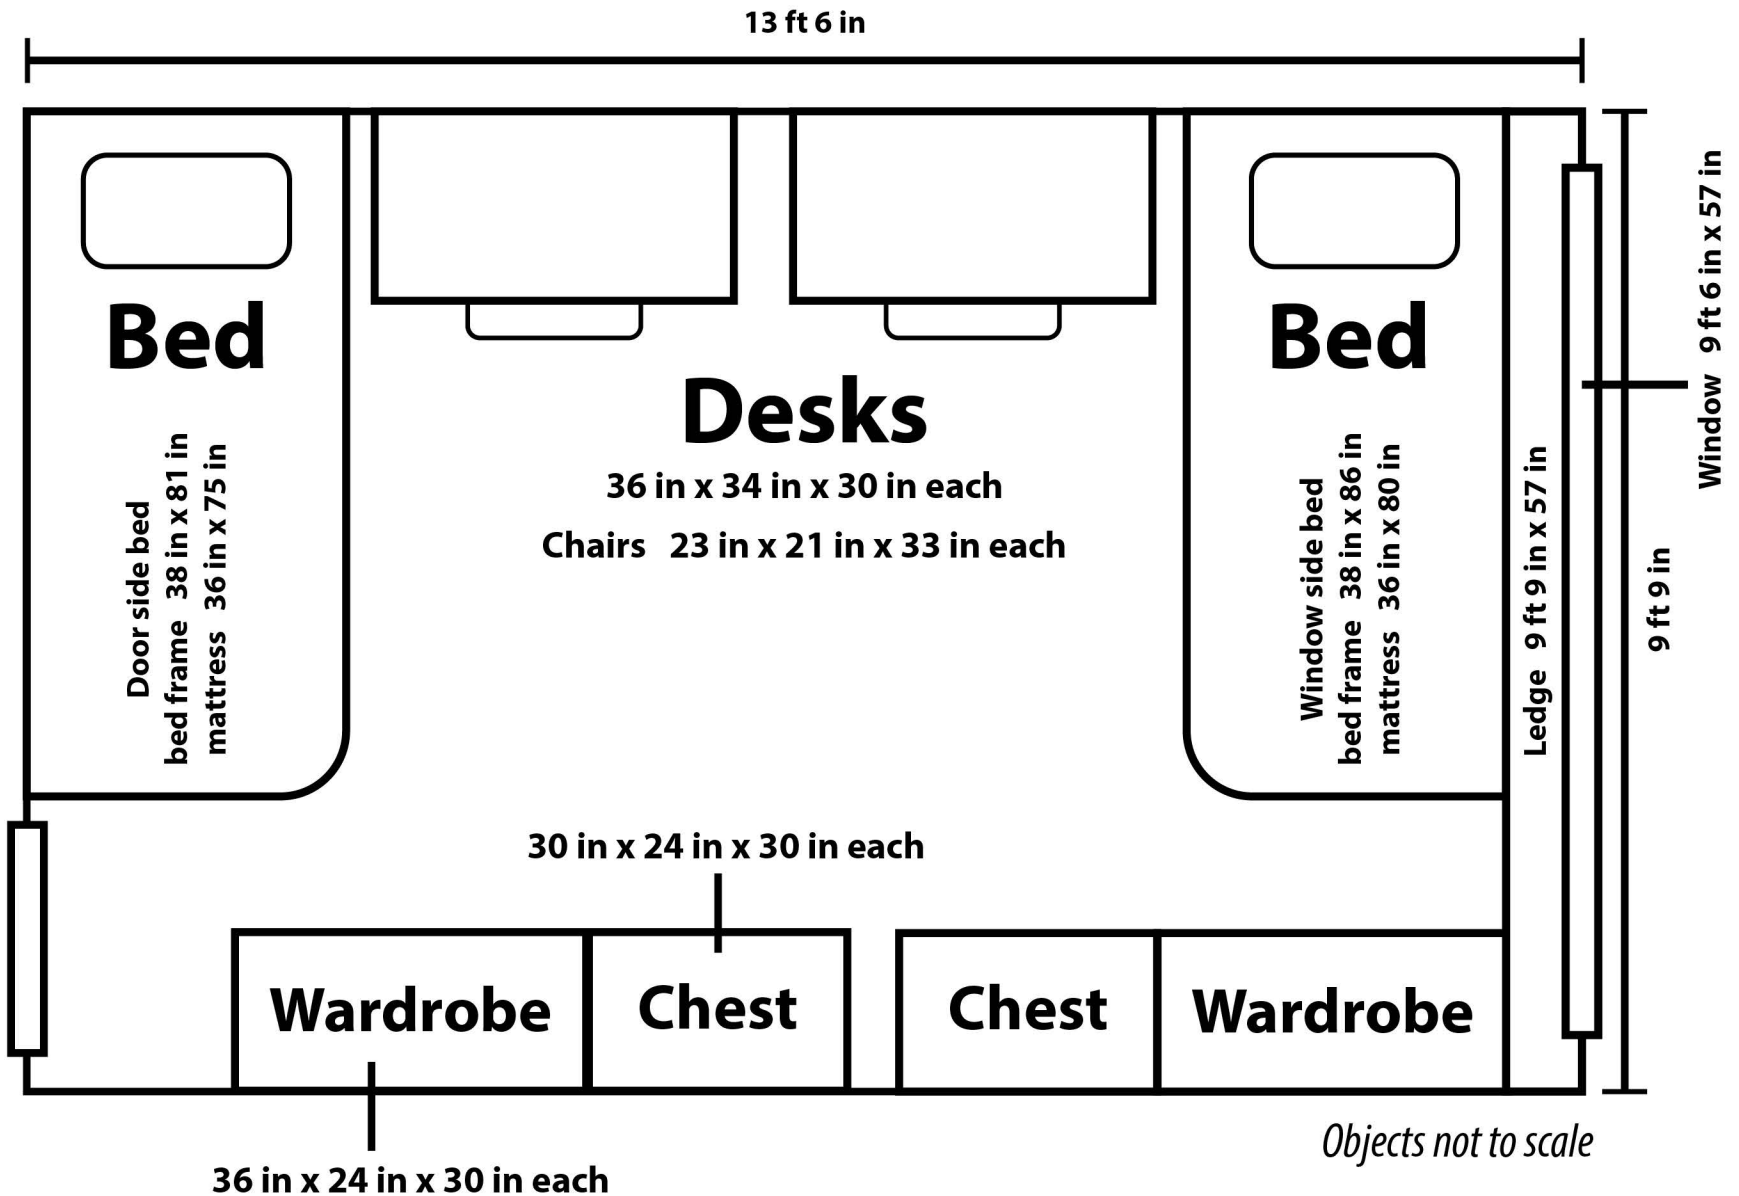 13 ft 6 in
Bed
Door side bed
bed frame 38 in x 81 in
mattress 36 in x 75 in
Desks
36 in x 34 in x 30 in each
Chairs 23 in x 21 in x 33 in each
Bed
Window side bed
bed frame 38 in x 86 in
mattress 36 in x 80 in
Ledge 9 ft 9 in x 57 in
Window 9 ft 6 in x 57 in
9 ft 9 in
30 in x 24 in x 30 in each
Wardrobe
Chest
Chest
Wardrobe
Objects not to scale
36 in x 24 in x 30 in each